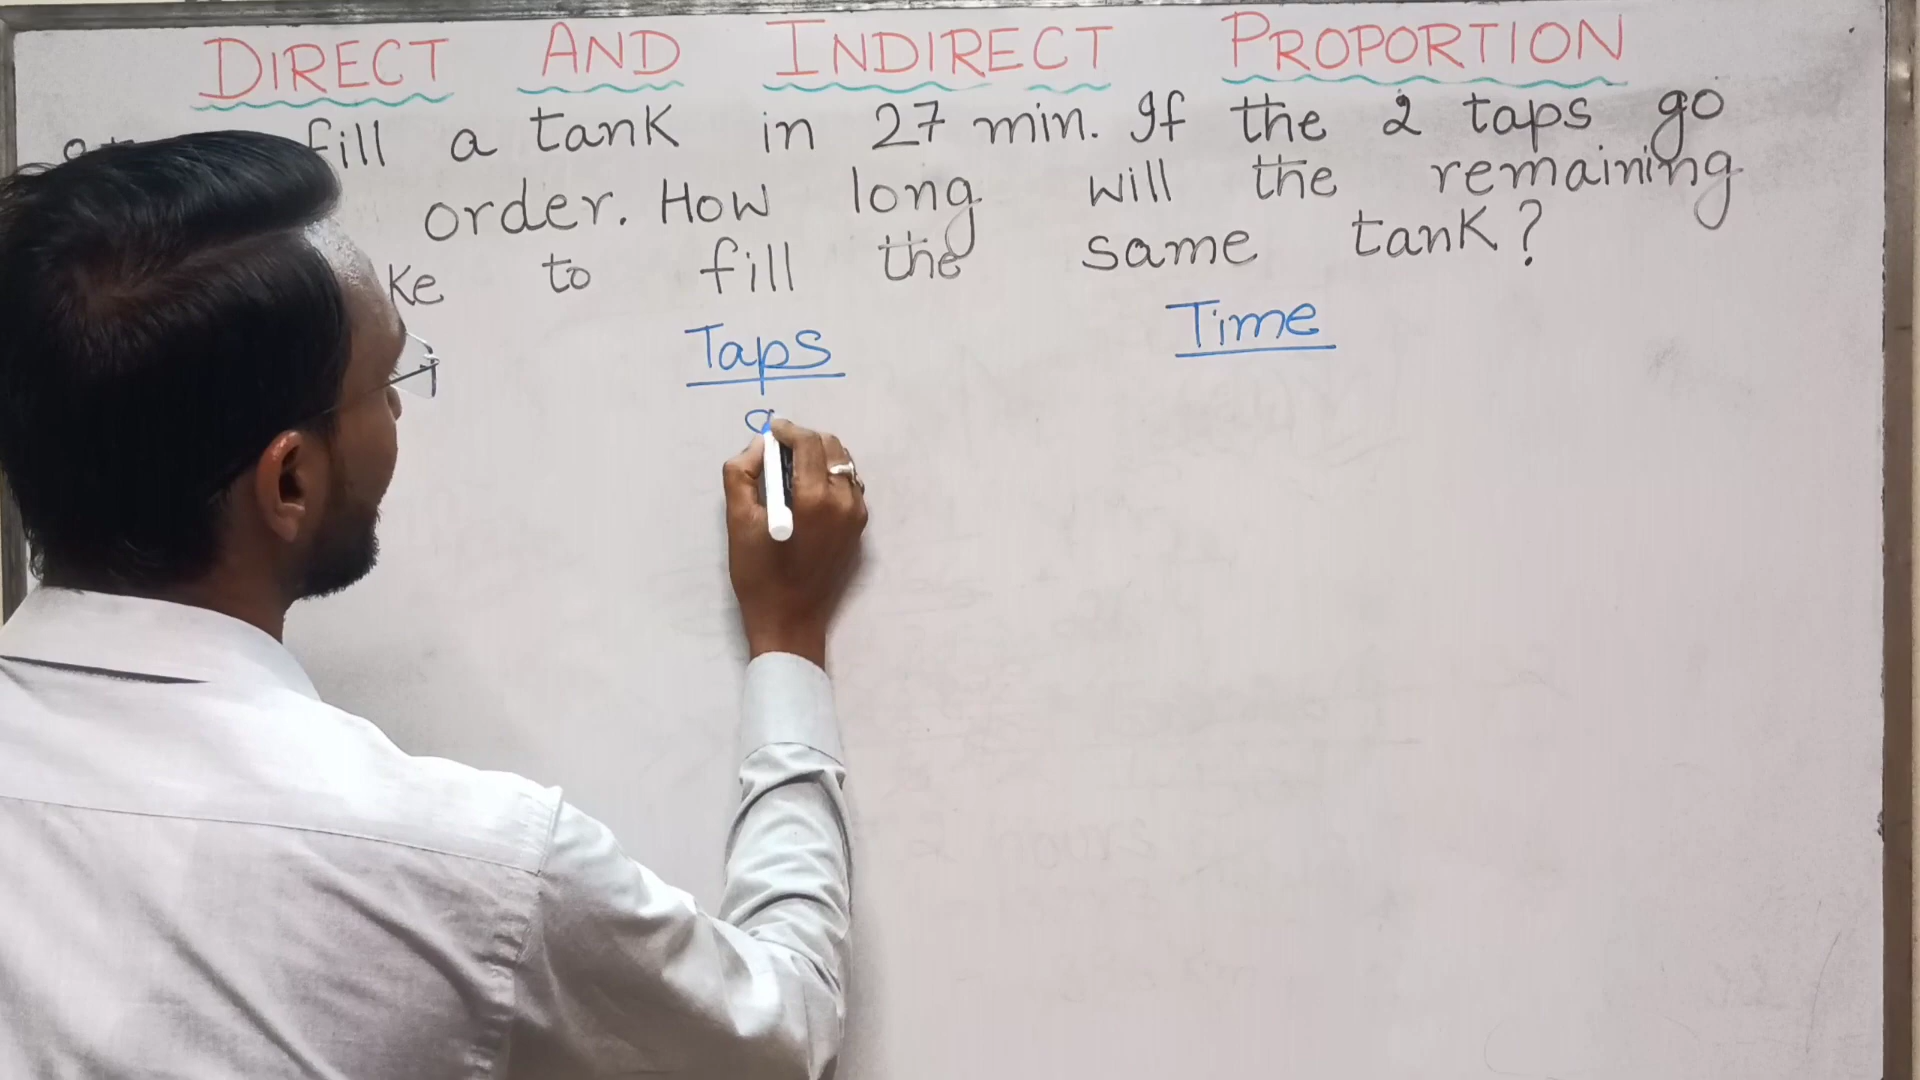 DIRECT AND INDIRECT PROPORTION
fill a tank in 27 min. If the 2 taps go
order. How long will the remaining
ke to fill the same tank?
Taps Time